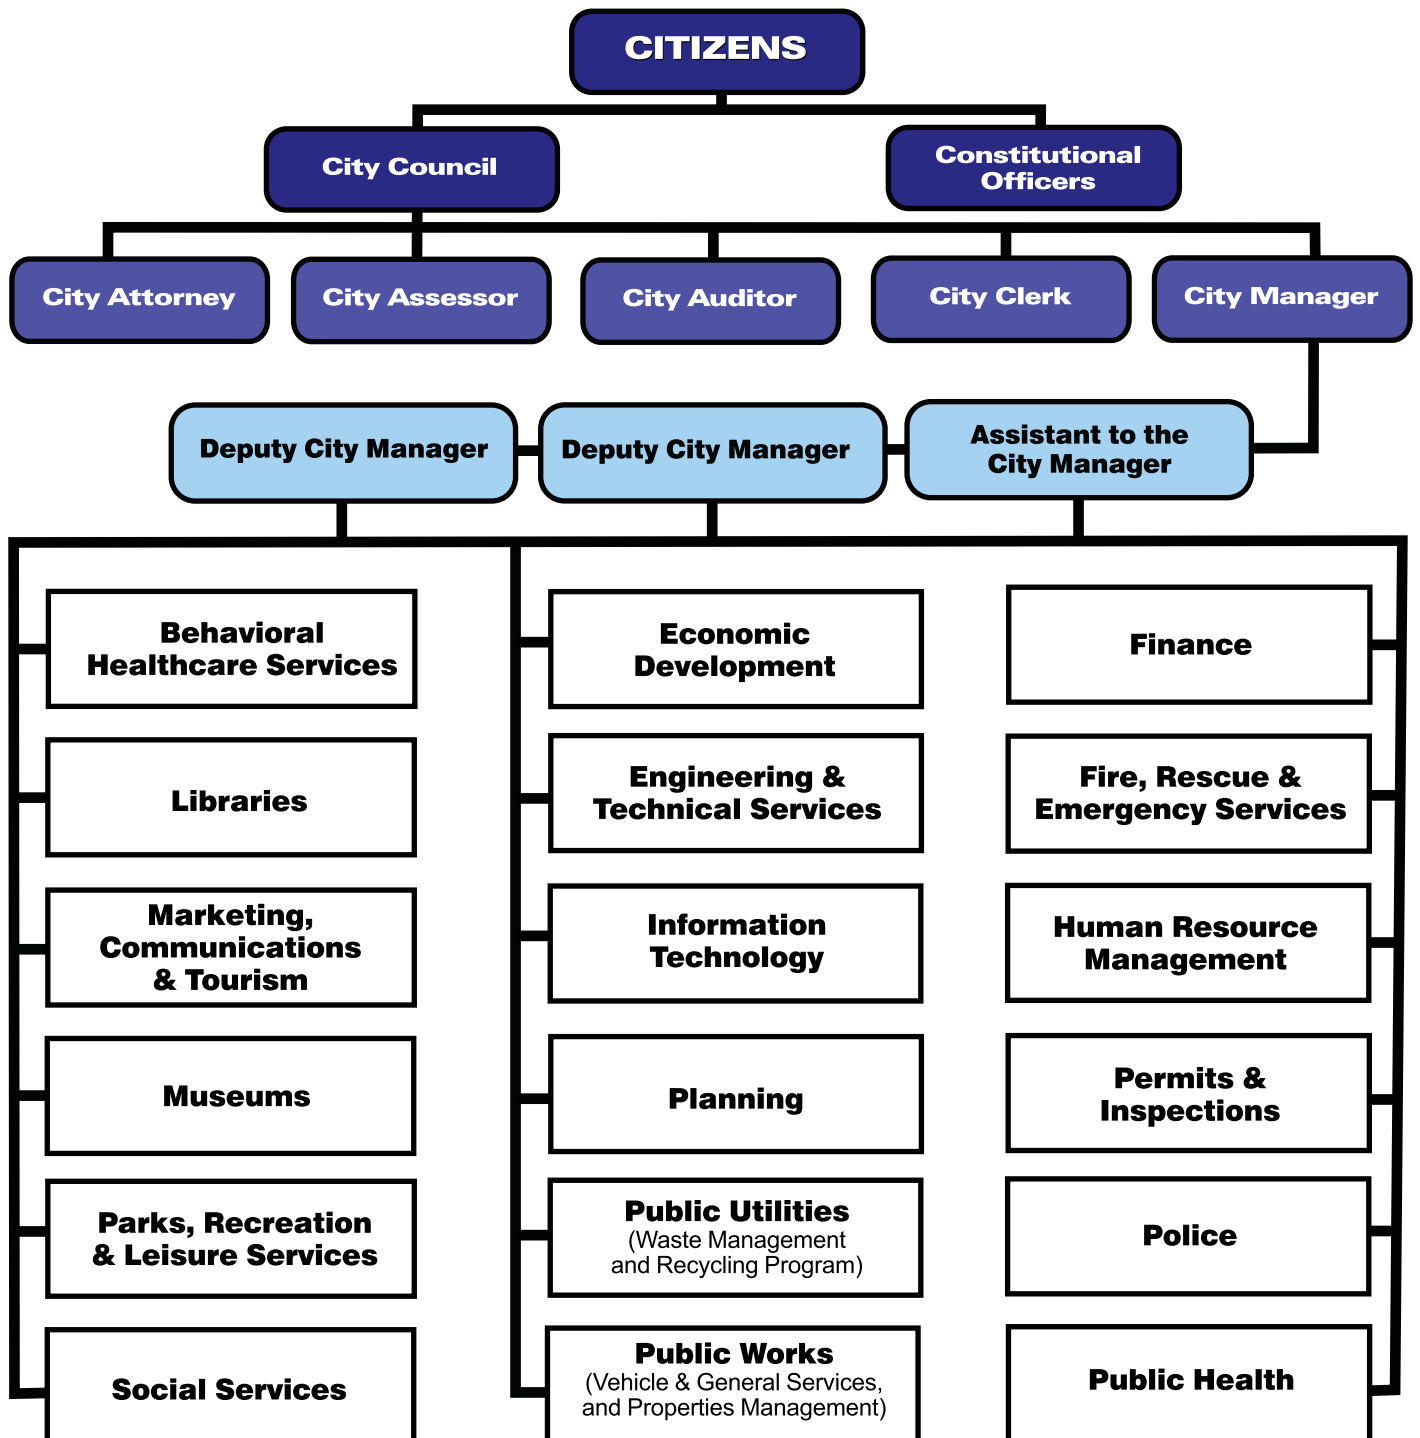 CITIZENS
City Council
Constitutional
Officers
City Attorney
City Assessor
City Auditor
City Clerk
City Manager
Deputy City Manager
Deputy City Manager
Assistant to the
City Manager
Behavioral
Healthcare Services
Libraries
Marketing,
Communications
& Tourism
Museums
Parks, Recreation
& Leisure Services
Social Services
Economic
Development
Engineering &
Technical Services
Information
Technology
Planning
Public Utilities
(Waste Management
and Recycling Program)
Public Works
(Vehicle & General Services,
and Properties Management)
Finance
Fire, Rescue &
Emergency Services
Human Resource
Management
Permits &
Inspections
Police
Public Health